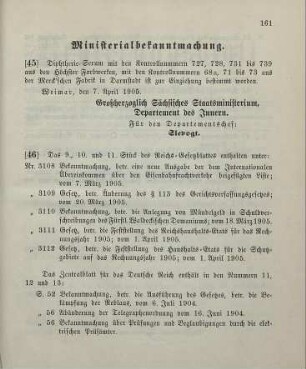 161
Ministerialbekanntmachung.
[45] Diphtherie-Serum mit den Kontrollnummern 727, 728, 731 bis 739
aus den Höchster Farbwerken, mit den Kontrollnummern 68a, 71 bis 73 aus
der Merckschen Fabrik in Darmstadt ist zur Einziehung bestimmt worden.
Weimar, den 7. April 1905.
Großherzoglich Sächsisches Staatsministerium,
Departement des Innern.
Für den Departementschef:
Slevogt.
[46] Das 9., 10. und 11. Stück des Reichs-Gesetzblattes enthalten unter:
Nr. 3108 Bekanntmachung, betr. eine neue Ausgabe der dem Internationalen
Übereinkommen über den Eisenbahnfrachtverkehr beigefügten Liste; vom
vom 7. März 1905.
„ 3109 Gesetz, betr. Änderung des § 113 des Gerichtsverfassungsgesetzes;
vom 20. März 1905.
„ 3110 Bekanntmachung, betr. die Anlegung von Mündelgeld in Schuldver-
schreibungen des Fürstl. Waldeckschen Domaniums; vom 18. März 1905.
„ 3111 Gesetz, betr. die Feststellung des Reichshaushalts-Etats für das Rech-
nungsjahr 1905; vom 1. April 1905.
„ 3112 Gesetz, betr. die Feststellung des Haushalts-Etats für die Schutz-
gebiete auf das Rechnungsjahr 1905; vom 1. April 1905.
Das Zentralblatt für das Deutsche Reich enthält in den Nummern 11,
12 und 13:
S. 52 Bekanntmachung, betr. die Ausführung des Gesetzes, betr. die Be-
kämpfung der Reblaus, vom 6. Juli 1904.
„ 56 Abänderung der Telegraphenordnung vom 16. Juni 1904.
„ 56 Bekanntmachung über Prüfungen und Beglaubigungen durch die elek-
trischen Prüfämter.